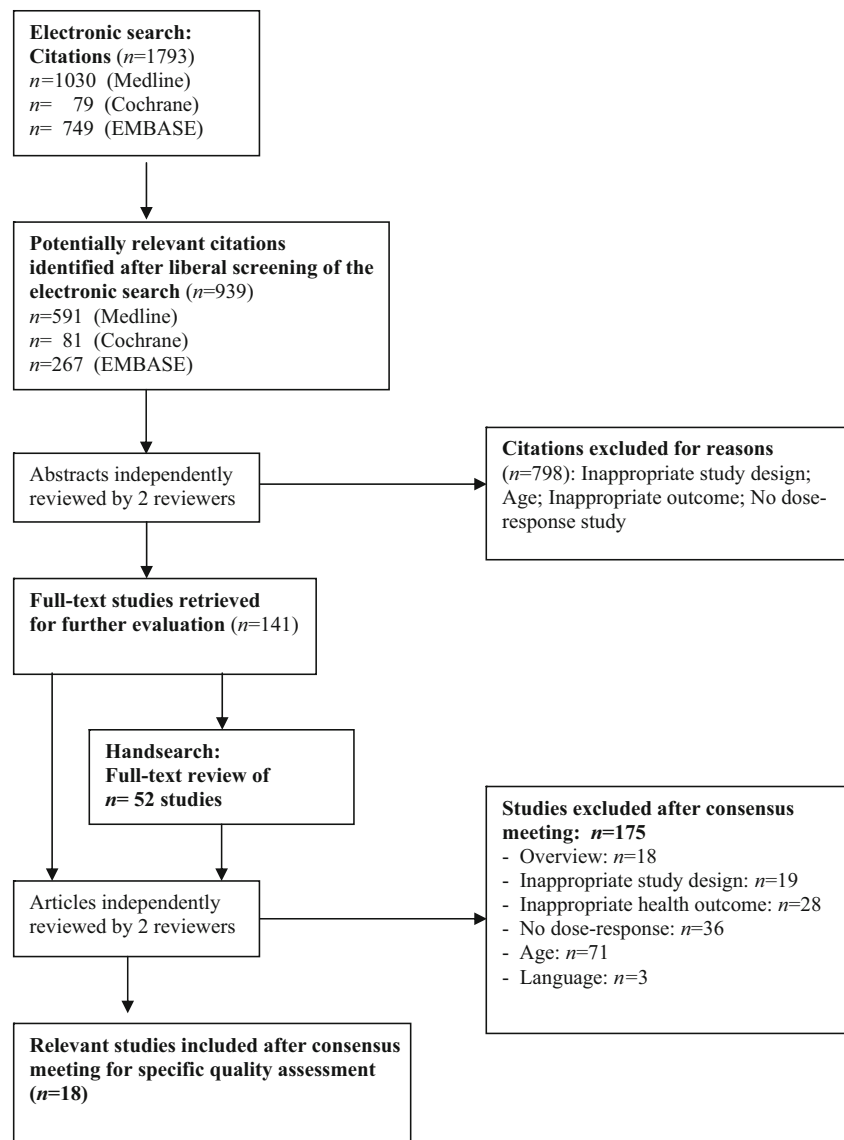 Electronic search:
Citations (n=1793)
n=1030 (Medline)
n= 79 (Cochrane)
n= 749 (EMBASE)
Potentially relevant citations
identified after liberal screening of the
electronic search (n=939)
n=591 (Medline)
n= 81 (Cochrane)
n=267 (EMBASE)
Abstracts independently
reviewed by 2 reviewers
Citations excluded for reasons
(n=798): Inappropriate study design;
Age; Inappropriate outcome; No dose-
response study
Full-text studies retrieved
for further evaluation (n=141)
Handsearch:
Full-text review of
n= 52 studies
Studies excluded after consensus
meeting: n=175
- Overview: n=18
- Inappropriate study design: n=19
- Inappropriate health outcome: n=28
- No dose-response: n=36
- Age: n=71
- Language: n=3
Articles independently
reviewed by 2 reviewers
Relevant studies included after consensus
meeting for specific quality assessment
(n=18)